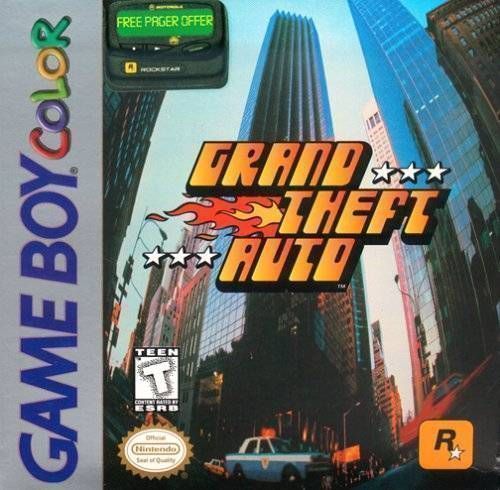 MOTOROLA
FREE PAGER OFFER
ROCKSTAR
GAME BOY COLOR
GRAND
THEFT
AUTO
TM
TEEN
T
CONTENT RATED BY
ESRB
Official
Nintendo
Seal of Quality
R